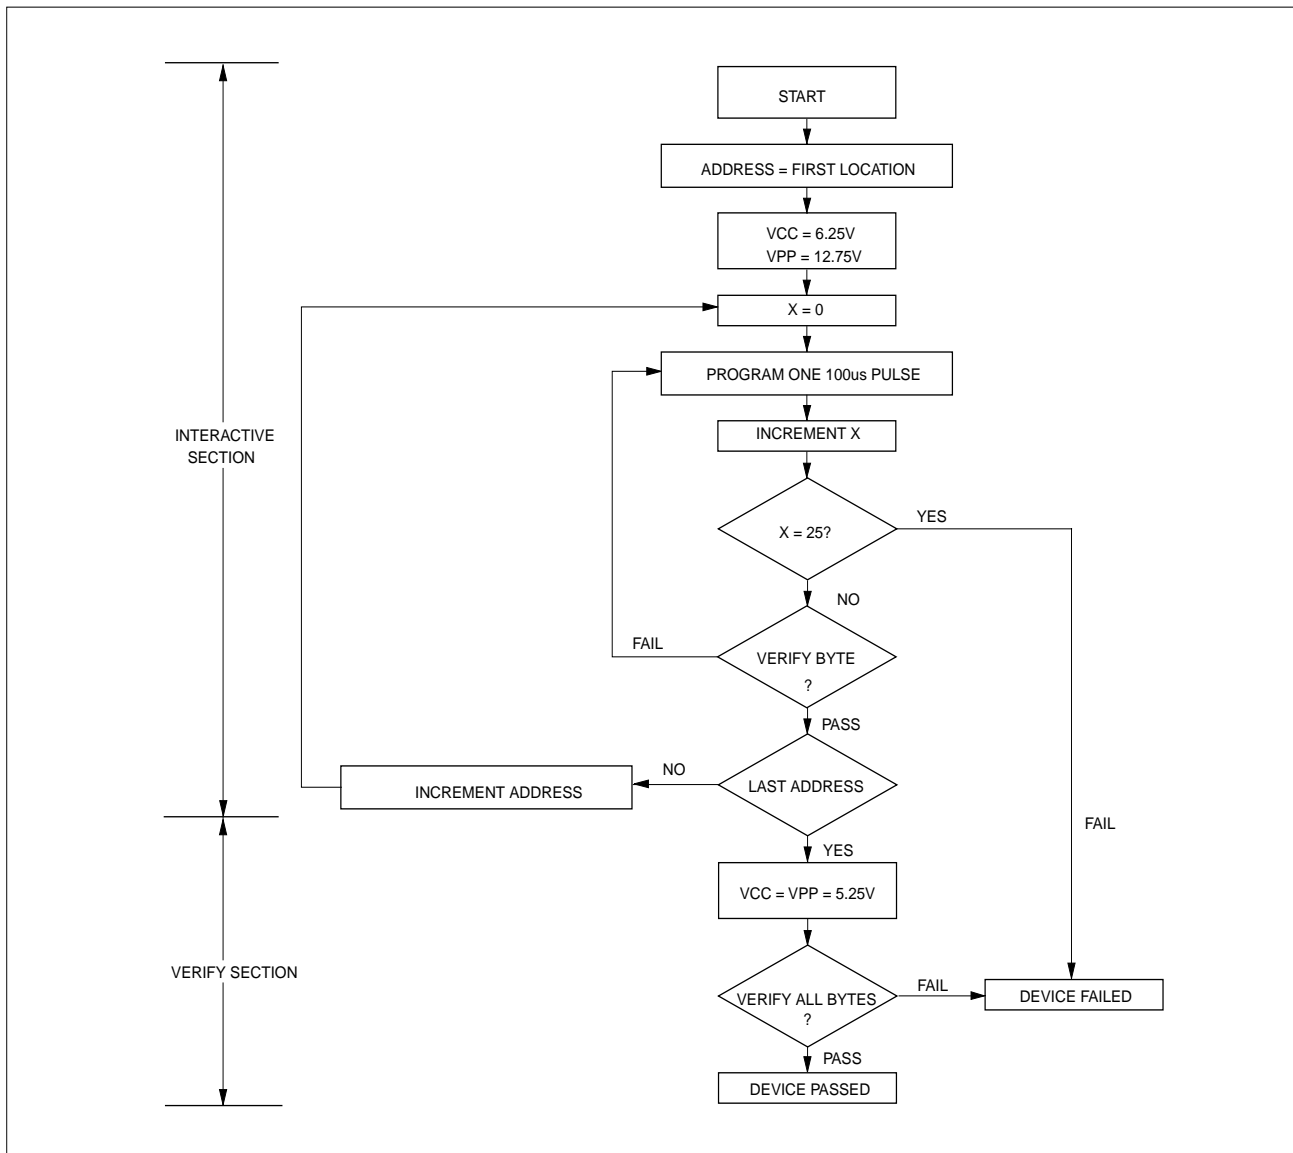 START
ADDRESS = FIRST LOCATION
VCC = 6.25V
VPP = 12.75V
X = 0
PROGRAM ONE 100us PULSE
INCREMENT X
INTERACTIVE
SECTION
X = 25?
YES
NO
FAIL
VERIFY BYTE
?
PASS
NO
LAST ADDRESS
INCREMENT ADDRESS
FAIL
YES
VCC = VPP = 5.25V
VERIFY SECTION
VERIFY ALL BYTES
?
FAIL
DEVICE FAILED
PASS
DEVICE PASSED